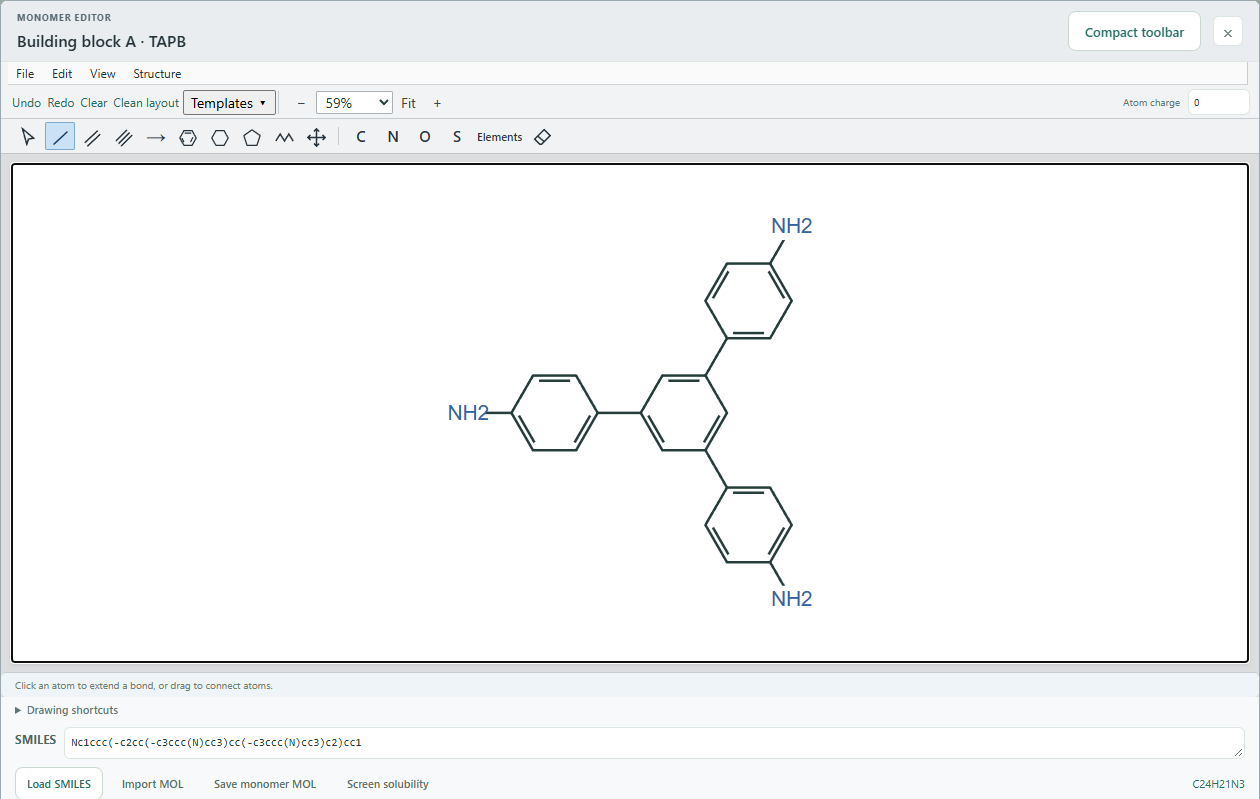 MONOMER EDITOR
Building block A · TAPB
Compact toolbar
×
File Edit View Structure
Undo Redo Clear Clean layout Templates ▾ − 59% Fit + Atom charge 0
C N O S Elements
NH2
NH2
NH2
Click an atom to extend a bond, or drag to connect atoms.
▶ Drawing shortcuts
SMILES Nc1ccc(-c2cc(-c3ccc(N)cc3)cc(-c3ccc(N)cc3)c2)cc1
Load SMILES Import MOL Save monomer MOL Screen solubility C24H21N3